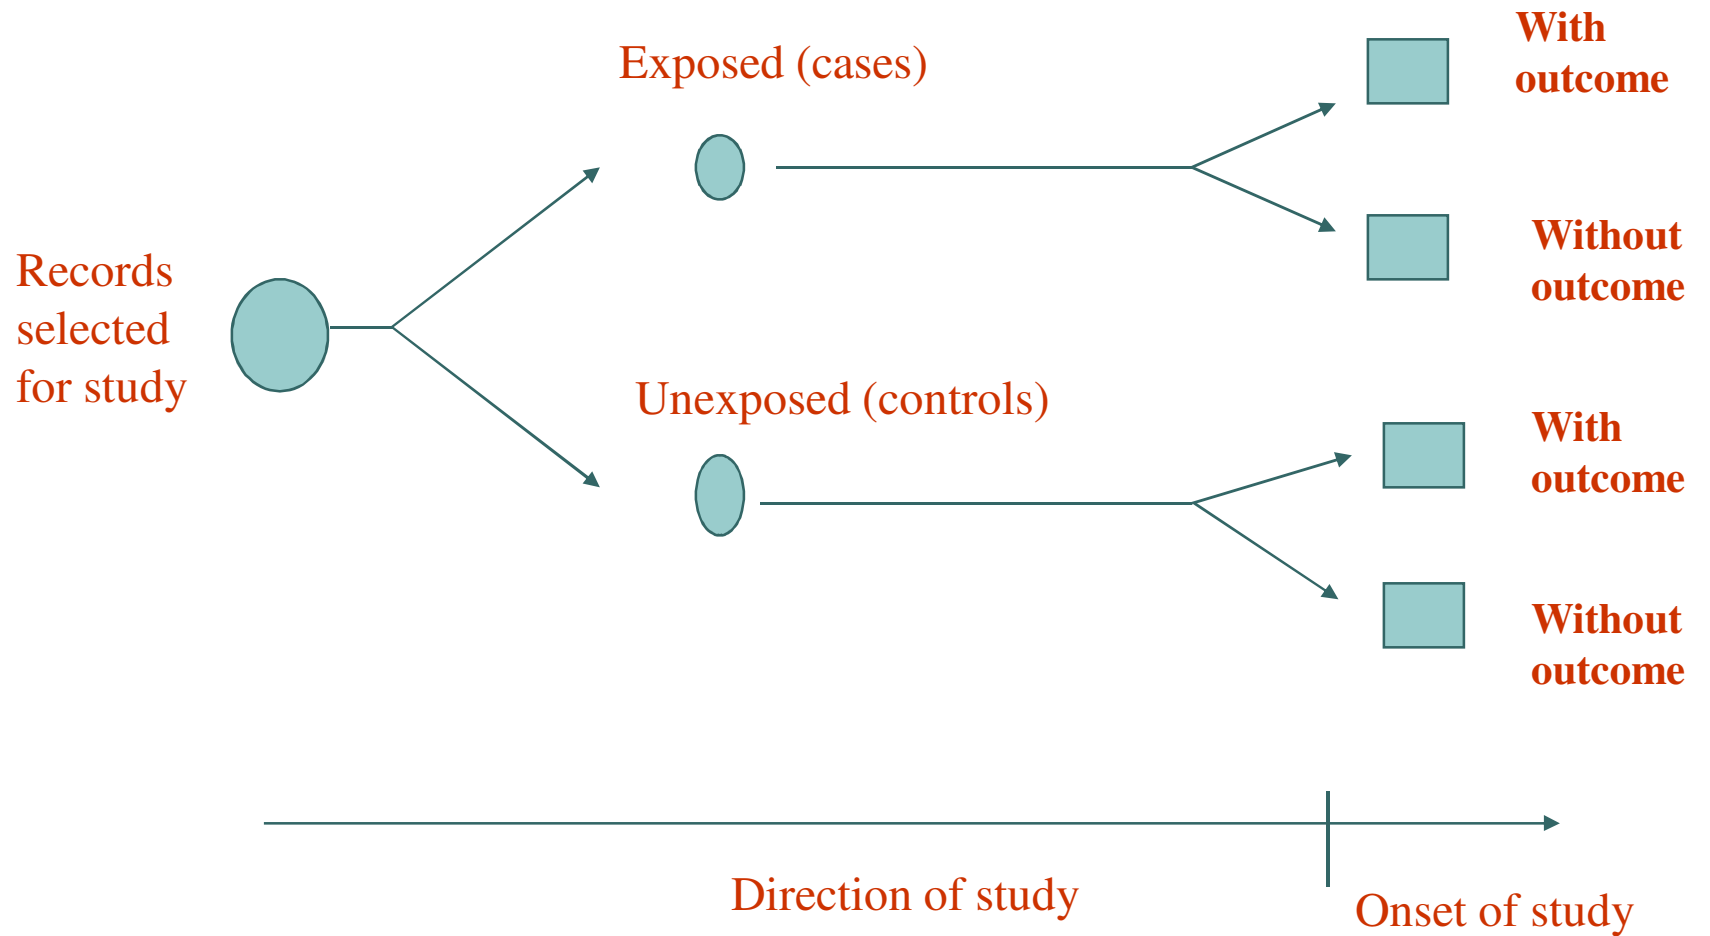 With
outcome
Exposed (cases)
Without
outcome
Records
selected
for study
Unexposed (controls)
With
outcome
Without
outcome
Direction of study
Onset of study